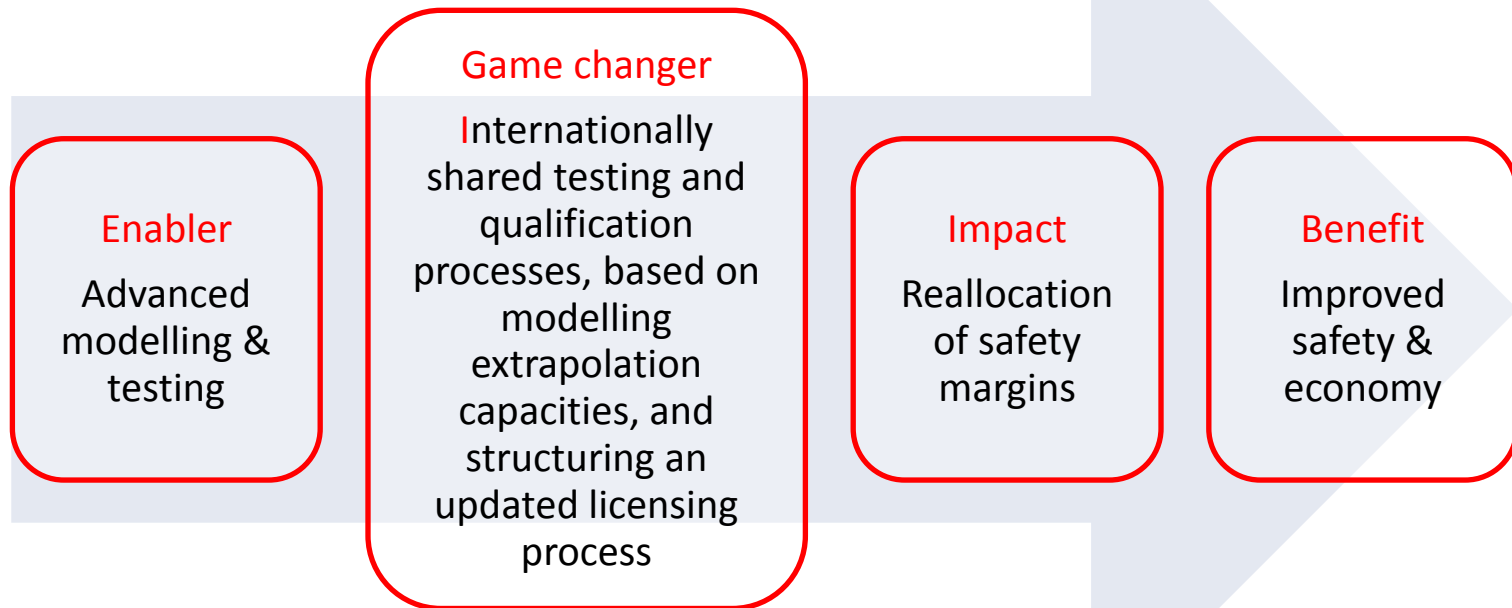 Enabler
Advanced
modelling &
testing
Game changer
Internationally
shared testing and
qualification
processes, based on
modelling
extrapolation
capacities, and
structuring an
updated licensing
process
Impact
Reallocation
of safety
margins
Benefit
Improved
safety &
economy